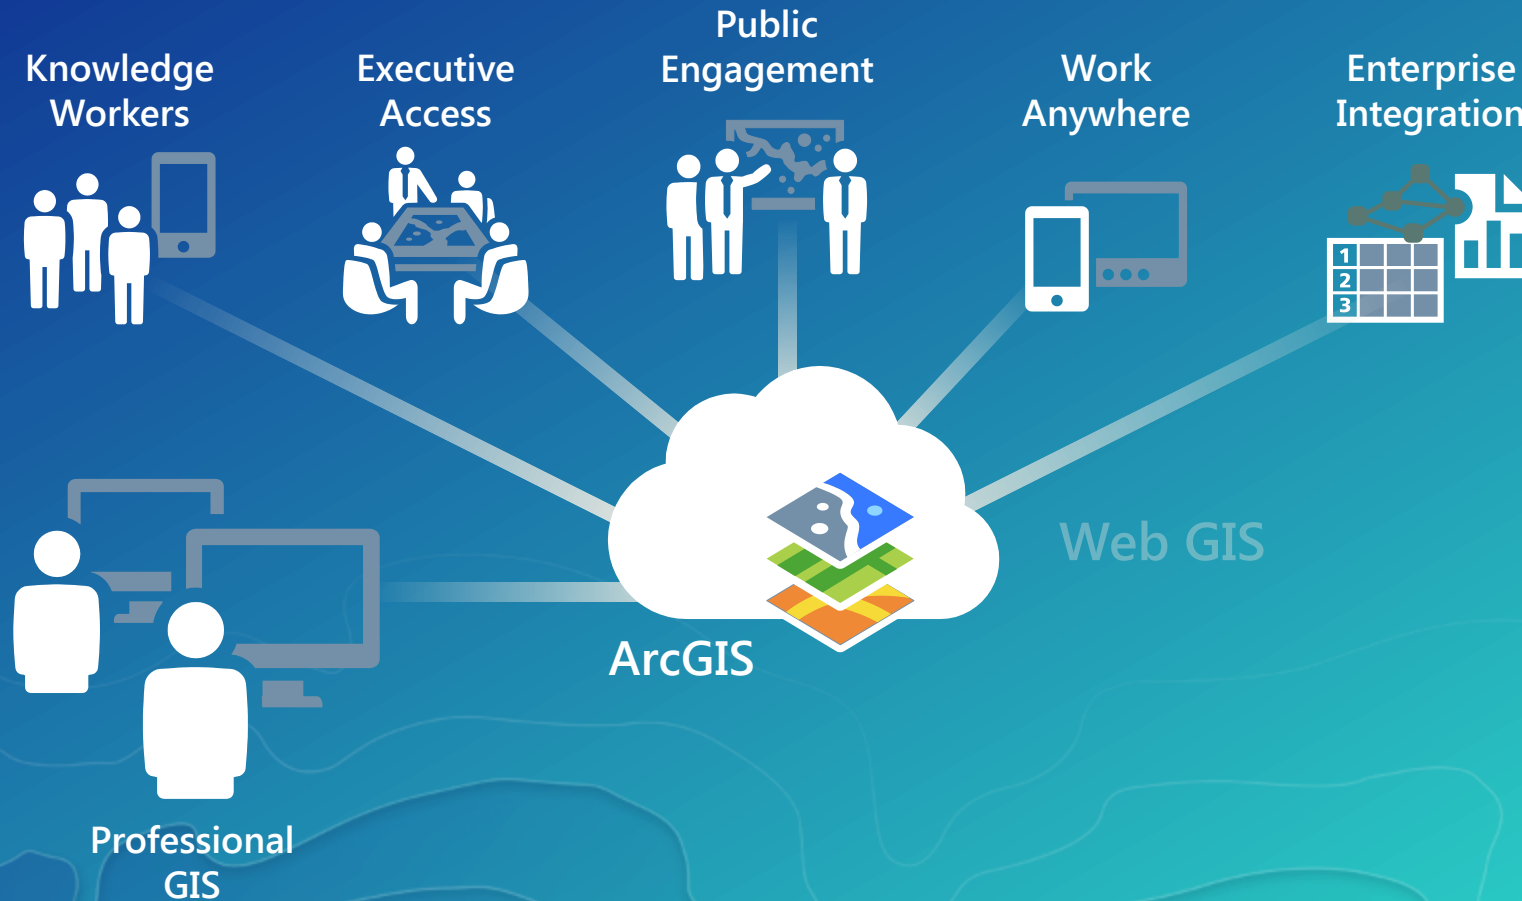 Public
Engagement
Knowledge
Workers
Executive
Access
Work
Anywhere
Enterprise
Integration
1
2
3
Web GIS
ArcGIS
Professional
GIS